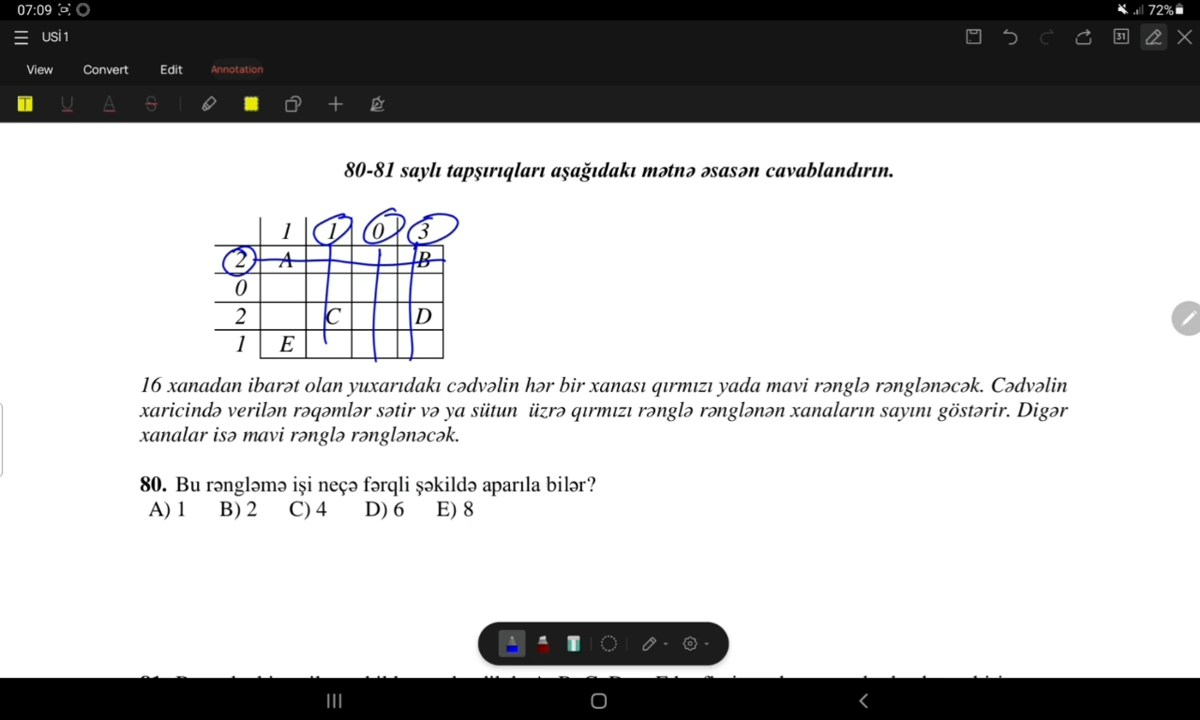 07:09 72%
USİ 1 31
View Convert Edit Annotation
T U A S
80-81 saylı tapşırıqları aşağıdakı mətnə əsasən cavablandırın.
1 1 0 3
2 A B
0
2 C D
1 E
16 xanadan ibarət olan yuxarıdakı cədvəlin hər bir xanası qırmızı yada mavi rənglə rənglənəcək. Cədvəlin
xaricində verilən rəqəmlər sətir və ya sütun üzrə qırmızı rənglə rənglənən xanaların sayını göstərir. Digər
xanalar isə mavi rənglə rənglənəcək.
80. Bu rəngləmə işi neçə fərqli şəkildə aparıla bilər?
A) 1 B) 2 C) 4 D) 6 E) 8